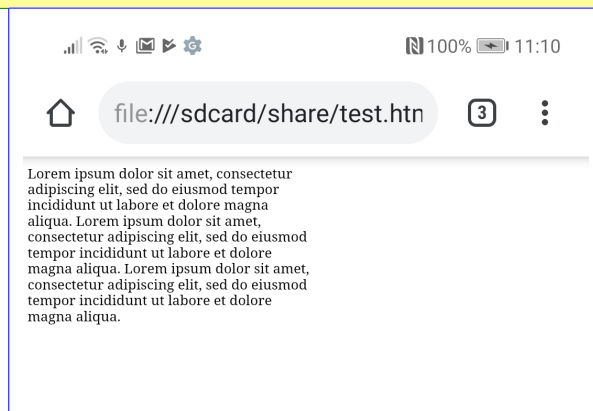 100% 11:10
file:///sdcard/share/test.htn 3
Lorem ipsum dolor sit amet, consectetur
adipiscing elit, sed do eiusmod tempor
incididunt ut labore et dolore magna
aliqua. Lorem ipsum dolor sit amet,
consectetur adipiscing elit, sed do eiusmod
tempor incididunt ut labore et dolore
magna aliqua. Lorem ipsum dolor sit amet,
consectetur adipiscing elit, sed do eiusmod
tempor incididunt ut labore et dolore
magna aliqua.